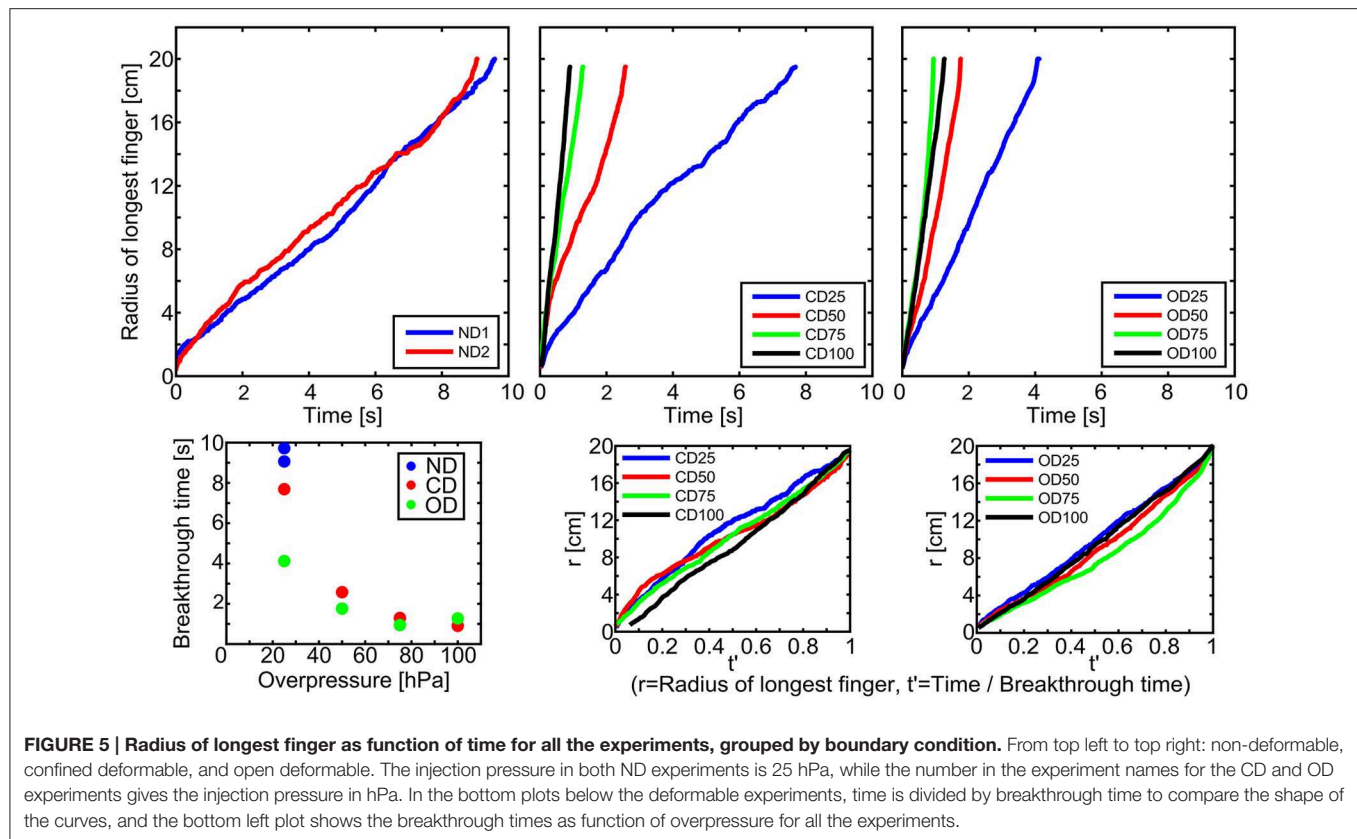 Radius of longest finger [cm]
20
16
12
8
4
0
0 2 4 6 8 10
Time [s]
ND1
ND2
0 2 4 6 8 10
Time [s]
CD25
CD50
CD75
CD100
0 2 4 6 8 10
Time [s]
OD25
OD50
OD75
OD100
Breakthrough time [s]
10
8
6
4
2
0 20 40 60 80 100
Overpressure [hPa]
ND
CD
OD
r [cm]
20
16
12
8
4
0
0 0.2 0.4 0.6 0.8 1
t'
CD25
CD50
CD75
CD100
r [cm]
20
16
12
8
4
0
0 0.2 0.4 0.6 0.8 1
t'
OD25
OD50
OD75
OD100
(r=Radius of longest finger, t'=Time / Breakthrough time)
FIGURE 5 | Radius of longest finger as function of time for all the experiments, grouped by boundary condition. From top left to top right: non-deformable,
confined deformable, and open deformable. The injection pressure in both ND experiments is 25 hPa, while the number in the experiment names for the CD and OD
experiments gives the injection pressure in hPa. In the bottom plots below the deformable experiments, time is divided by breakthrough time to compare the shape of
the curves, and the bottom left plot shows the breakthrough times as function of overpressure for all the experiments.